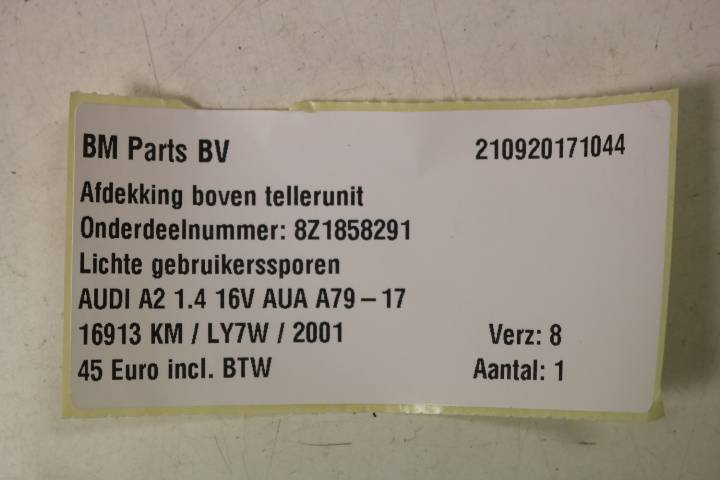 BM Parts BV 210920171044
Afdekking boven tellerunit
Onderdeelnummer: 8Z1858291
Lichte gebruikerssporen
AUDI A2 1.4 16V AUA A79 – 17
16913 KM / LY7W / 2001 Verz: 8
45 Euro incl. BTW Aantal: 1